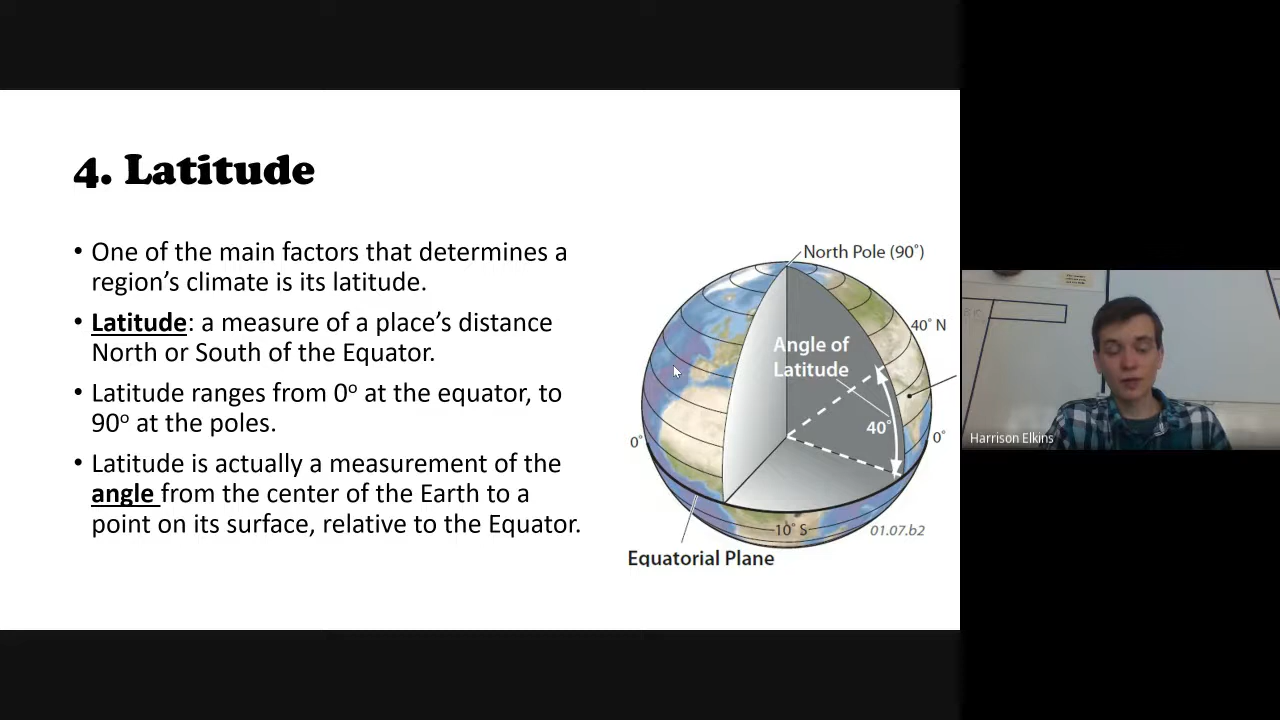 4. Latitude
• One of the main factors that determines a
region's climate is its latitude.
• Latitude: a measure of a place's distance
North or South of the Equator.
• Latitude ranges from 0º at the equator, to
90º at the poles.
• Latitude is actually a measurement of the
angle from the center of the Earth to a
point on its surface, relative to the Equator.
North Pole (90˚)
40˚ N
Angle of
Latitude
40˚
0˚
0˚
10˚ S
01.07.b2
Equatorial Plane
Harrison Elkins